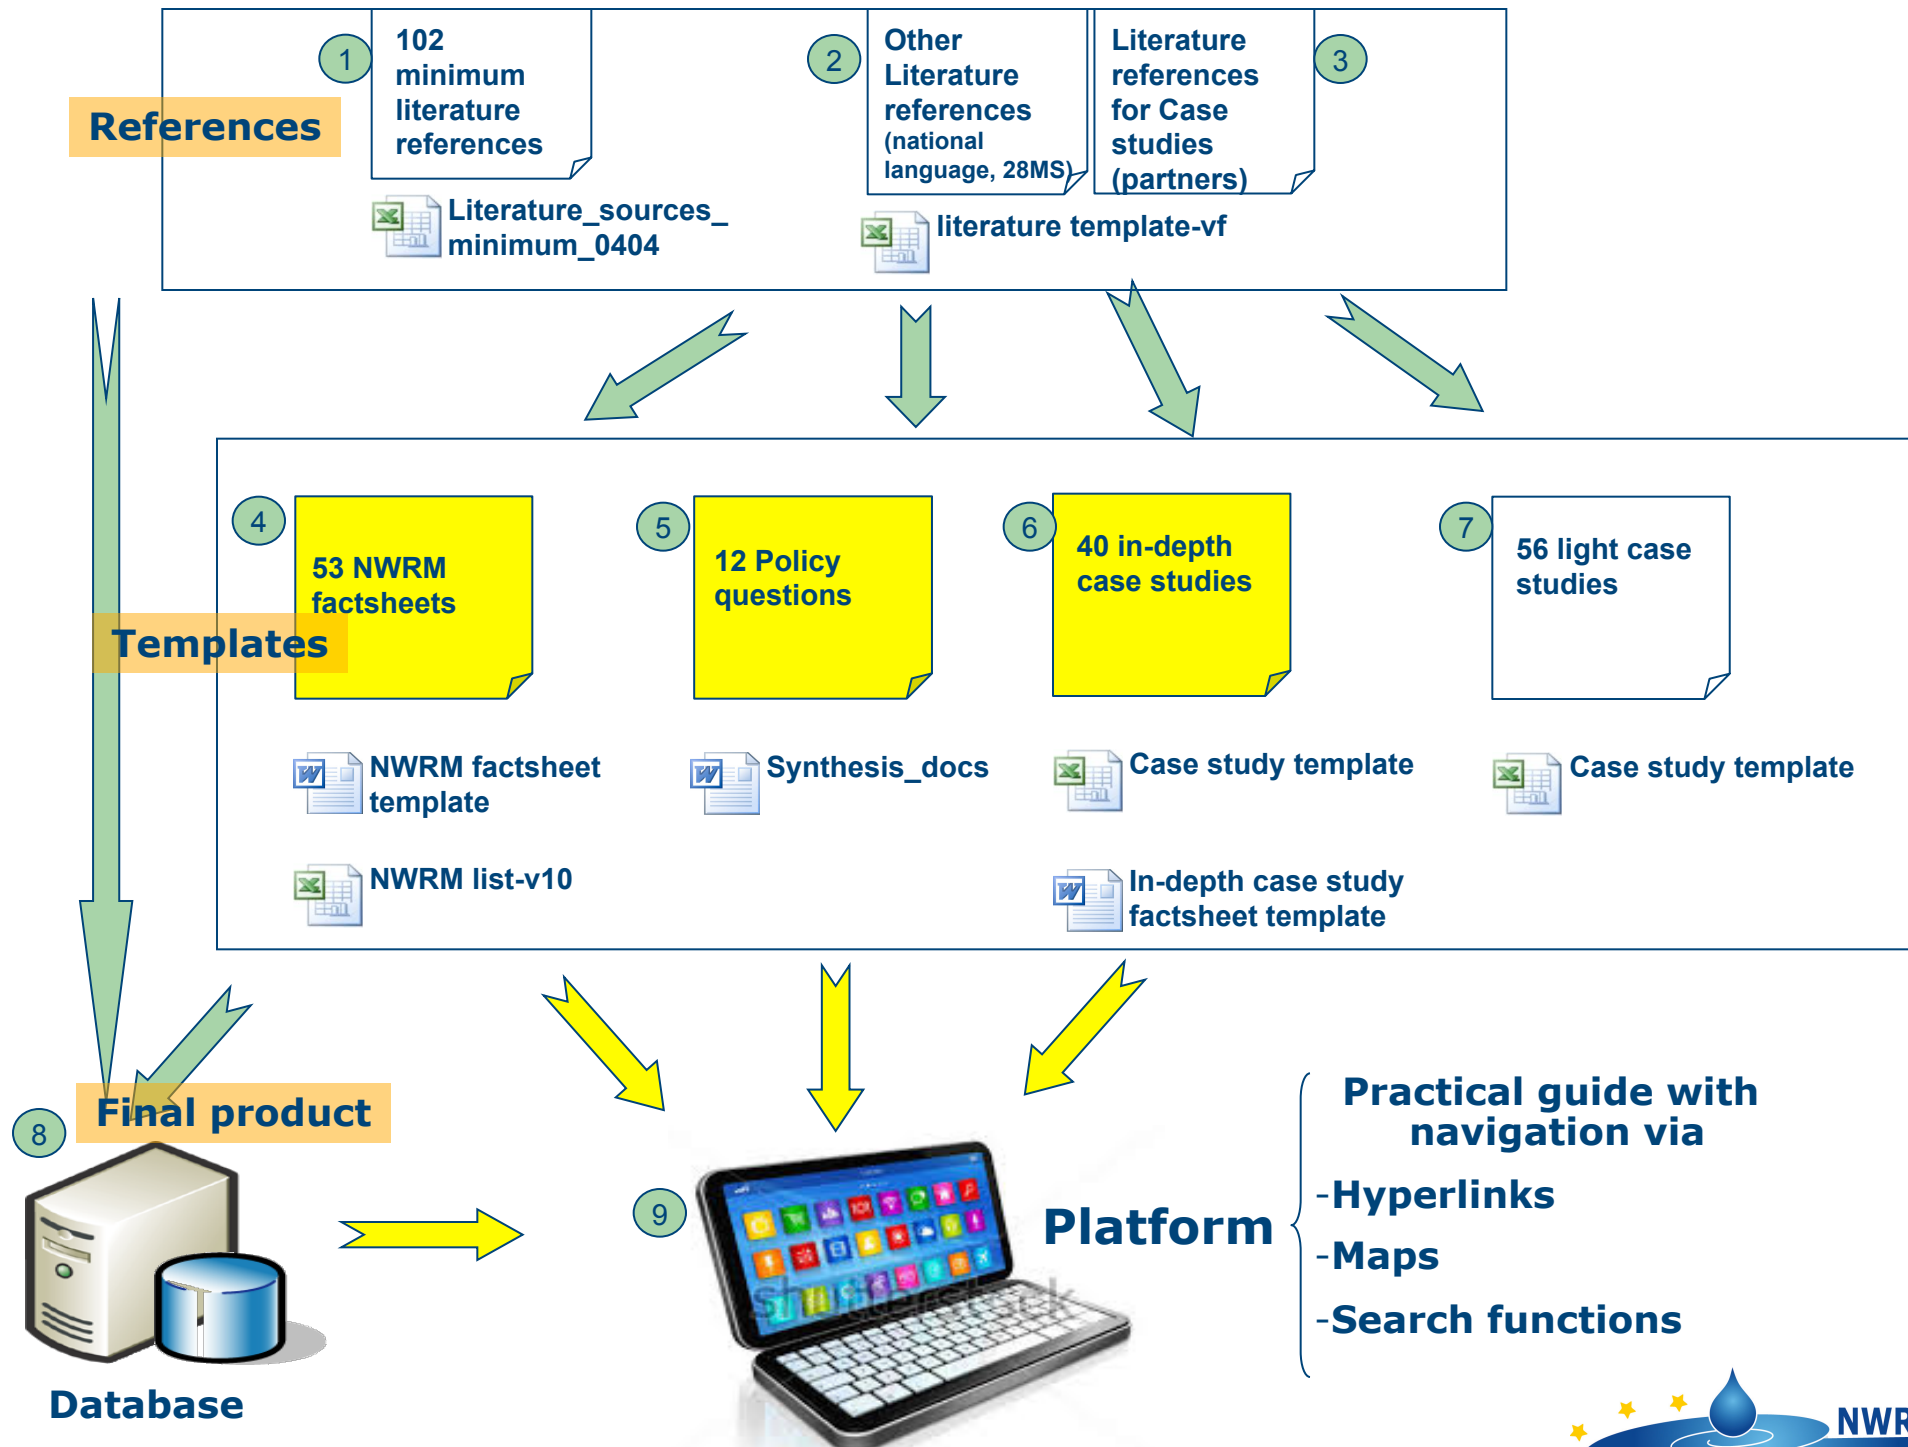 1
102
minimum
literature
references
2
Other
Literature
references
(national
language, 28MS)
Literature
references
for Case
studies
(partners)
3
References
Literature_sources_
minimum_0404
literature template-vf
4
53 NWRM
factsheets
5
12 Policy
questions
6
40 in-depth
case studies
7
56 light case
studies
Templates
NWRM factsheet
template
Synthesis_docs
Case study template
Case study template
NWRM list-v10
In-depth case study
factsheet template
8
Final product
Database
9
shutterstock
Platform
Practical guide with
navigation via
-Hyperlinks
-Maps
-Search functions
NWR